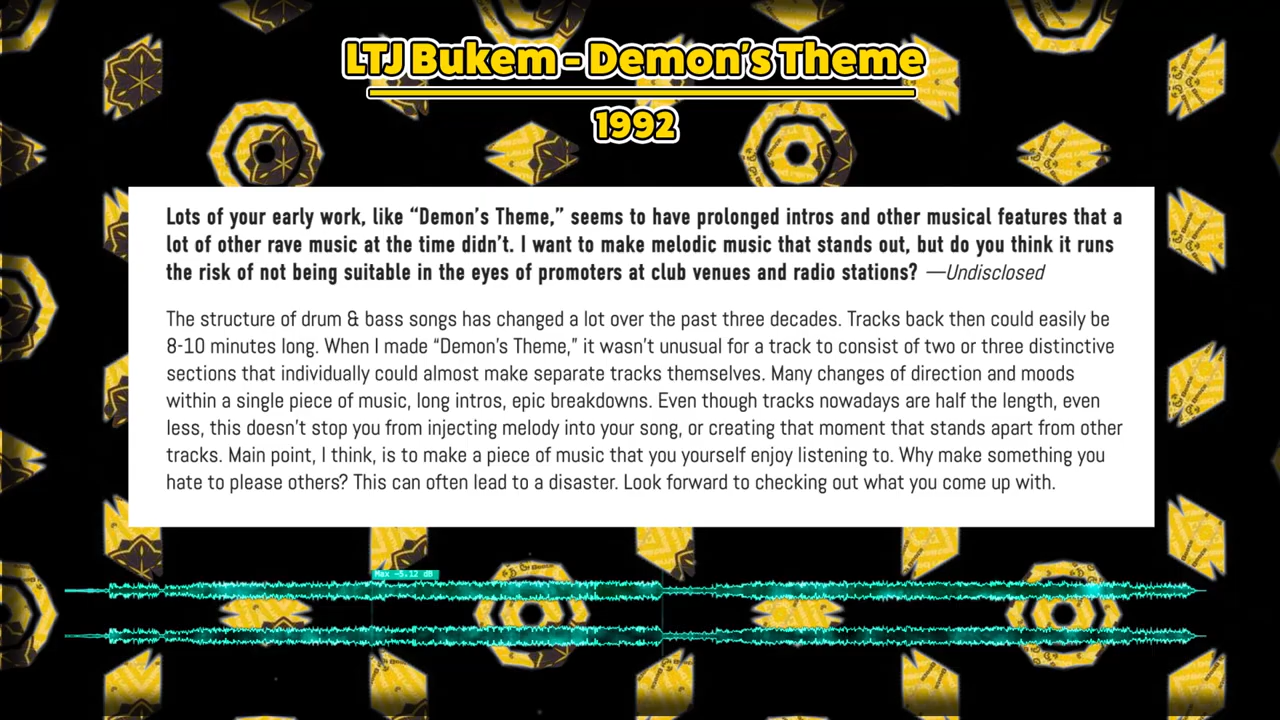 LTJ Bukem - Demon's Theme
1992
Lots of your early work, like “Demon’s Theme,” seems to have prolonged intros and other musical features that a
lot of other rave music at the time didn’t. I want to make melodic music that stands out, but do you think it runs
the risk of not being suitable in the eyes of promoters at club venues and radio stations? —Undisclosed
The structure of drum & bass songs has changed a lot over the past three decades. Tracks back then could easily be
8-10 minutes long. When I made “Demon’s Theme,” it wasn’t unusual for a track to consist of two or three distinctive
sections that individually could almost make separate tracks themselves. Many changes of direction and moods
within a single piece of music, long intros, epic breakdowns. Even though tracks nowadays are half the length, even
less, this doesn’t stop you from injecting melody into your song, or creating that moment that stands apart from other
tracks. Main point, I think, is to make a piece of music that you yourself enjoy listening to. Why make something you
hate to please others? This can often lead to a disaster. Look forward to checking out what you come up with.
Max -5.12 dB